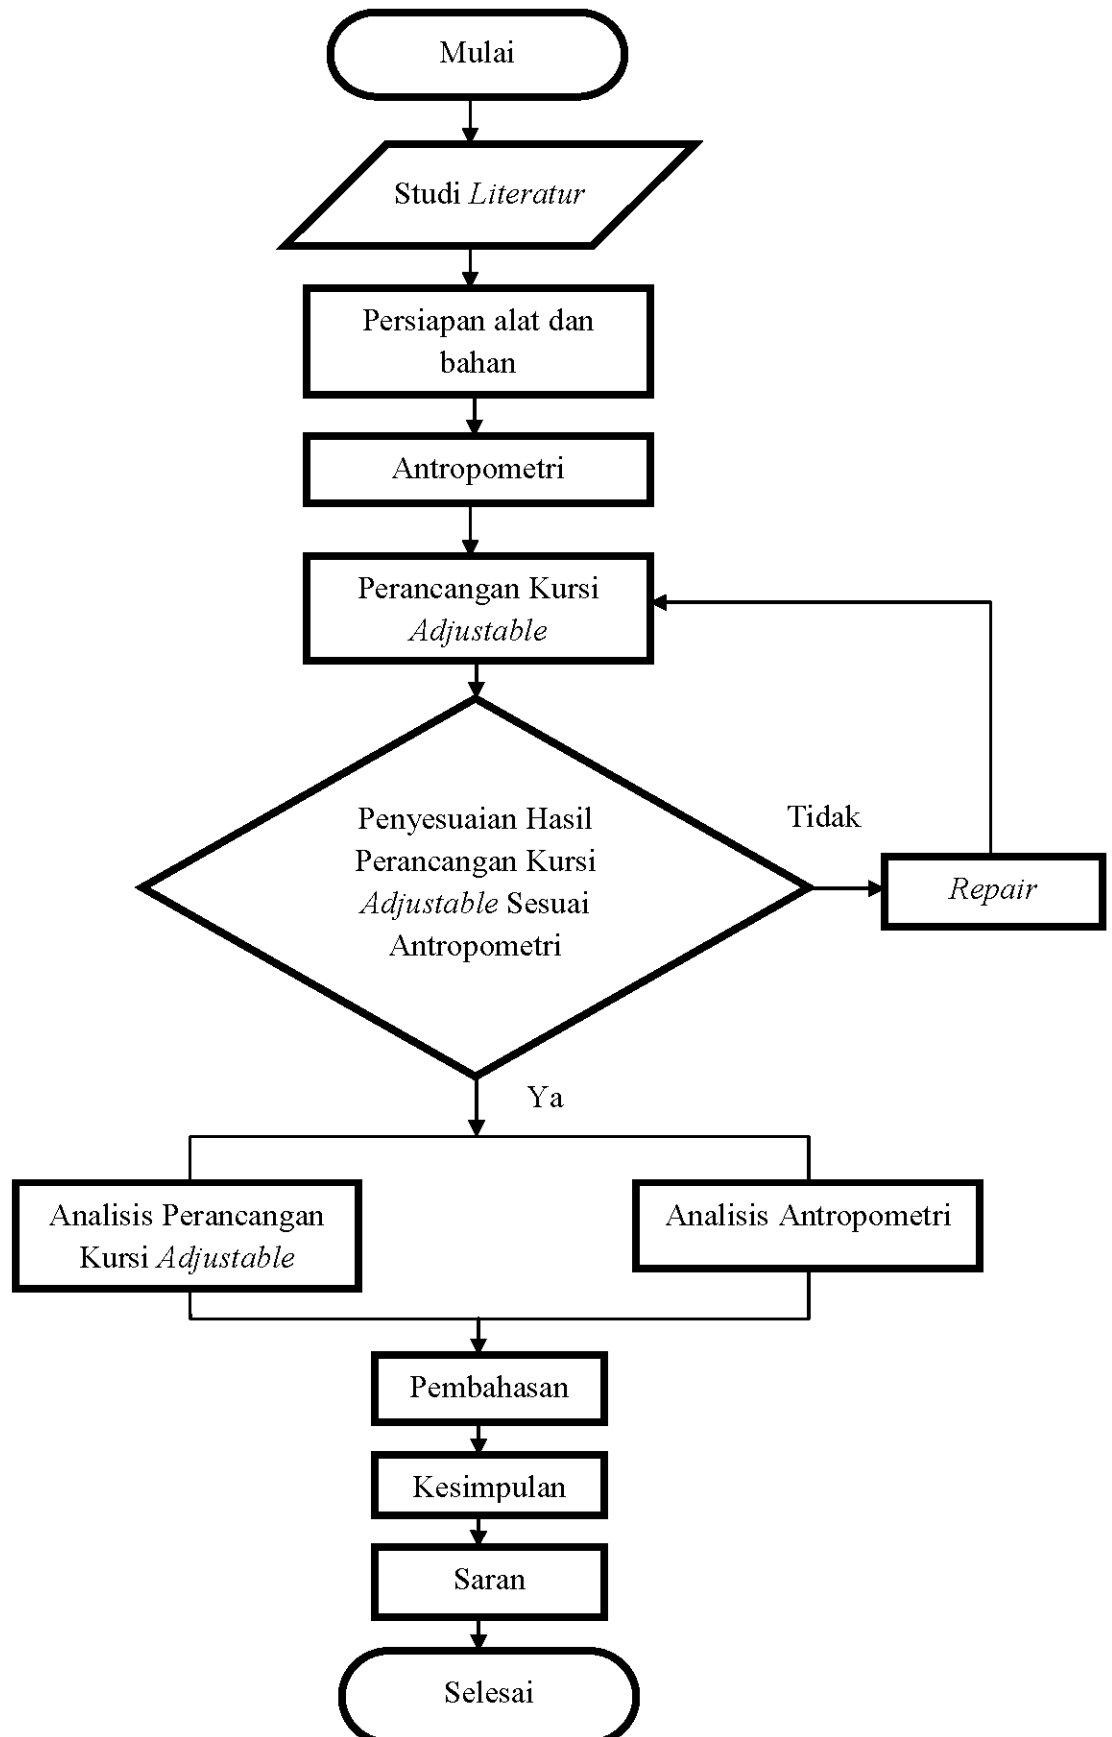 Mulai
Studi Literatur
Persiapan alat dan
bahan
Antropometri
Perancangan Kursi
Adjustable
Penyesuaian Hasil
Perancangan Kursi
Adjustable Sesuai
Antropometri
Tidak
Repair
Ya
Analisis Perancangan
Kursi Adjustable
Analisis Antropometri
Pembahasan
Kesimpulan
Saran
Selesai